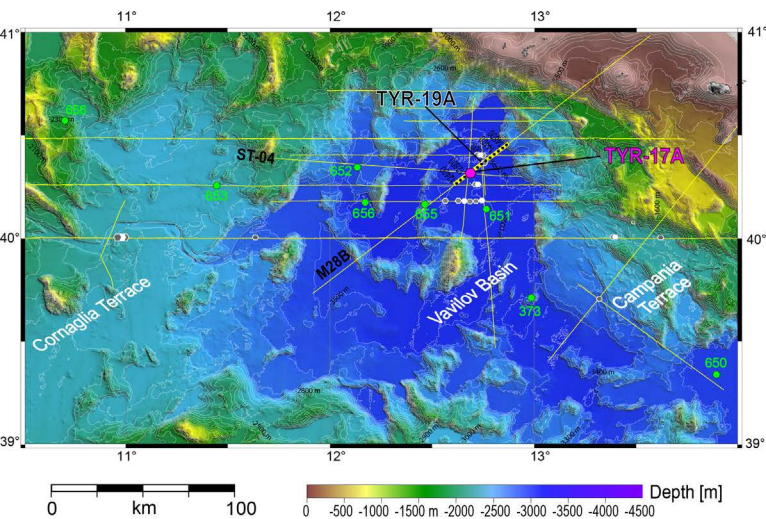 11° 12° 13°
41° 41°
TYR-19A
ST-04
TYR-17A
652
653
656
655
651
40° 40°
M28B
Cornaglia Terrace
Vavilov Basin
Campania Terrace
373
650
39° 39°
11° 12° 13°
0 km 100
Depth [m]
0 -500 -1000 -1500 m -2000 -2500 -3000 -3500 -4000 -4500